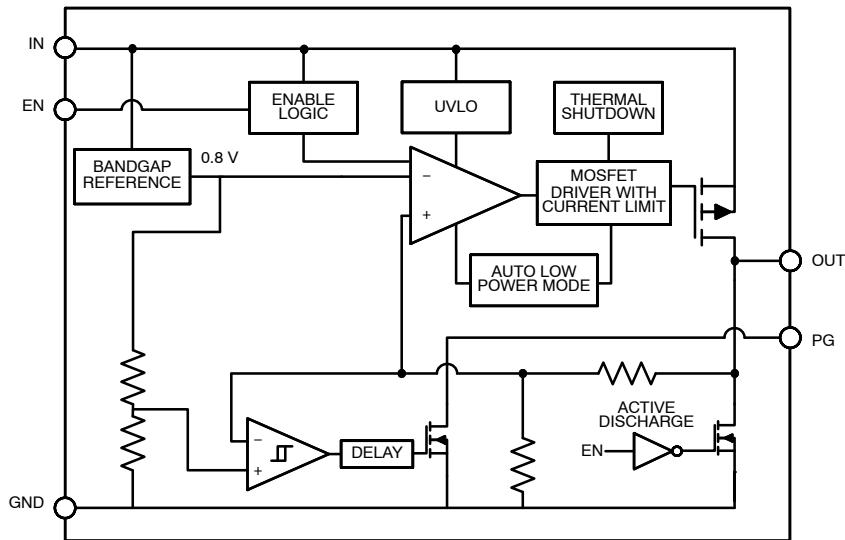 IN
EN
ENABLE
LOGIC
UVLO
THERMAL
SHUTDOWN
BANDGAP
REFERENCE
0.8 V
−
+
MOSFET
DRIVER WITH
CURRENT LIMIT
AUTO LOW
POWER MODE
OUT
PG
ACTIVE
DISCHARGE
−
+
DELAY
EN
GND